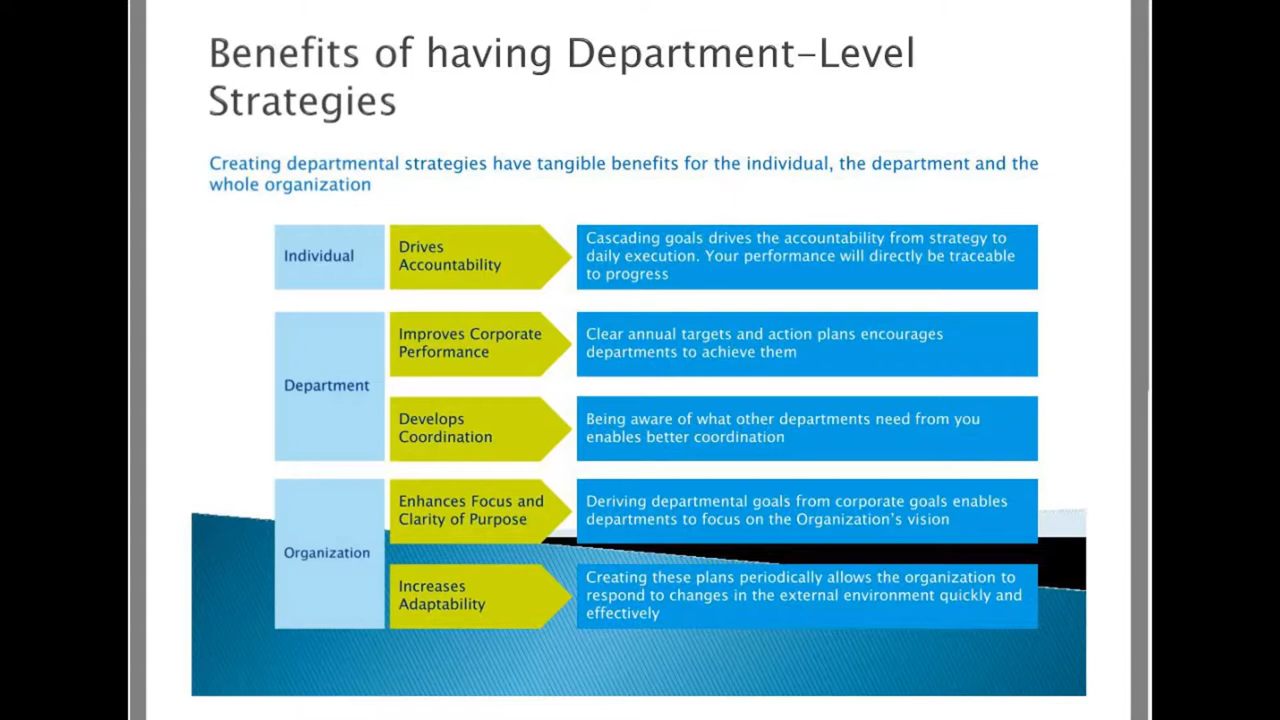 Benefits of having Department-Level
Strategies
Creating departmental strategies have tangible benefits for the individual, the department and the
whole organization
Individual
Drives
Accountability
Cascading goals drives the accountability from strategy to
daily execution. Your performance will directly be traceable
to progress
Department
Improves Corporate
Performance
Clear annual targets and action plans encourages
departments to achieve them
Develops
Coordination
Being aware of what other departments need from you
enables better coordination
Organization
Enhances Focus and
Clarity of Purpose
Deriving departmental goals from corporate goals enables
departments to focus on the Organization's vision
Increases
Adaptability
Creating these plans periodically allows the organization to
respond to changes in the external environment quickly and
effectively